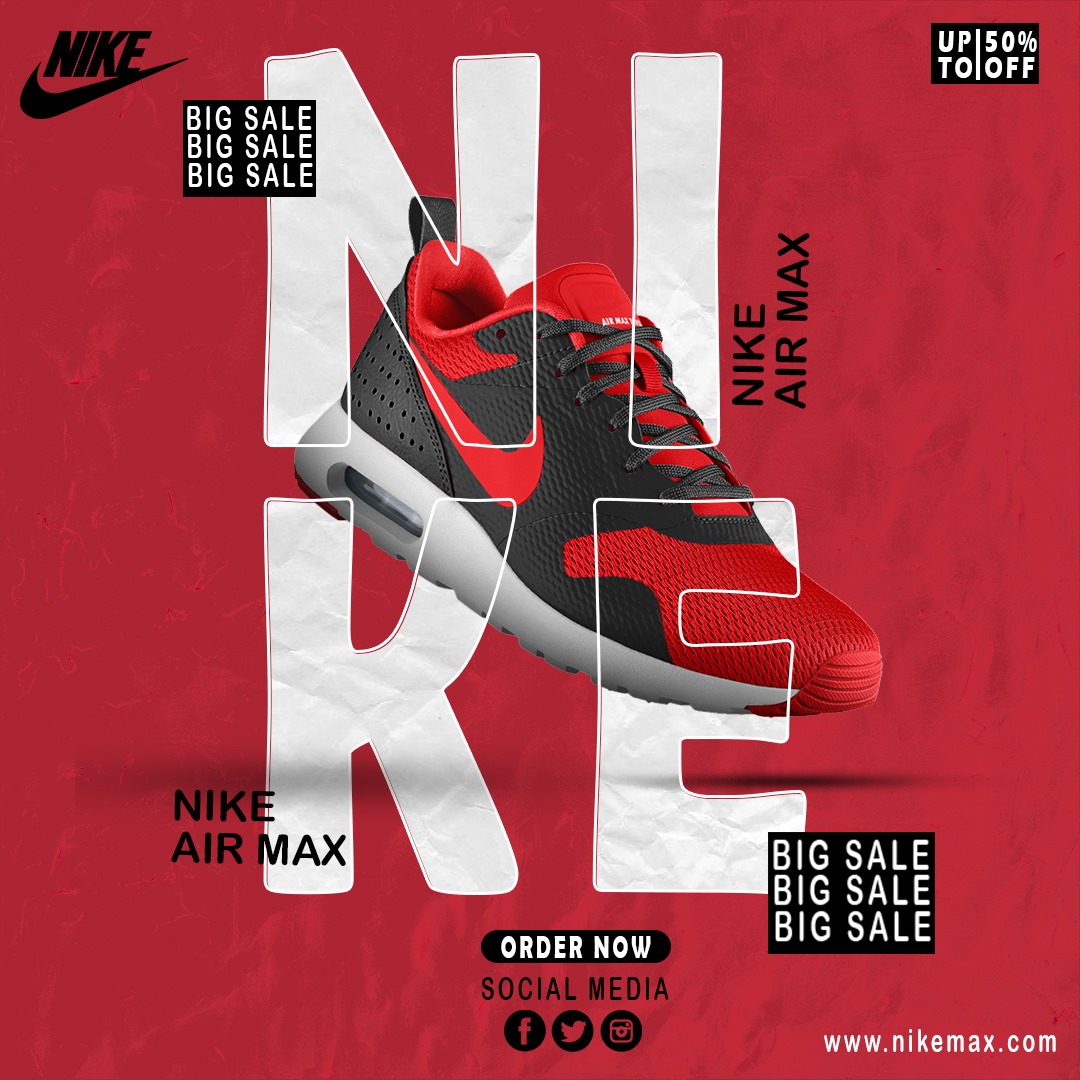 NIKE
UP 50%
TO OFF
BIG SALE
BIG SALE
BIG SALE
NI
KE
NIKE
AIR MAX
AIR MAX
NIKE
AIR MAX
BIG SALE
BIG SALE
BIG SALE
ORDER NOW
SOCIAL MEDIA
www.nikemax.com